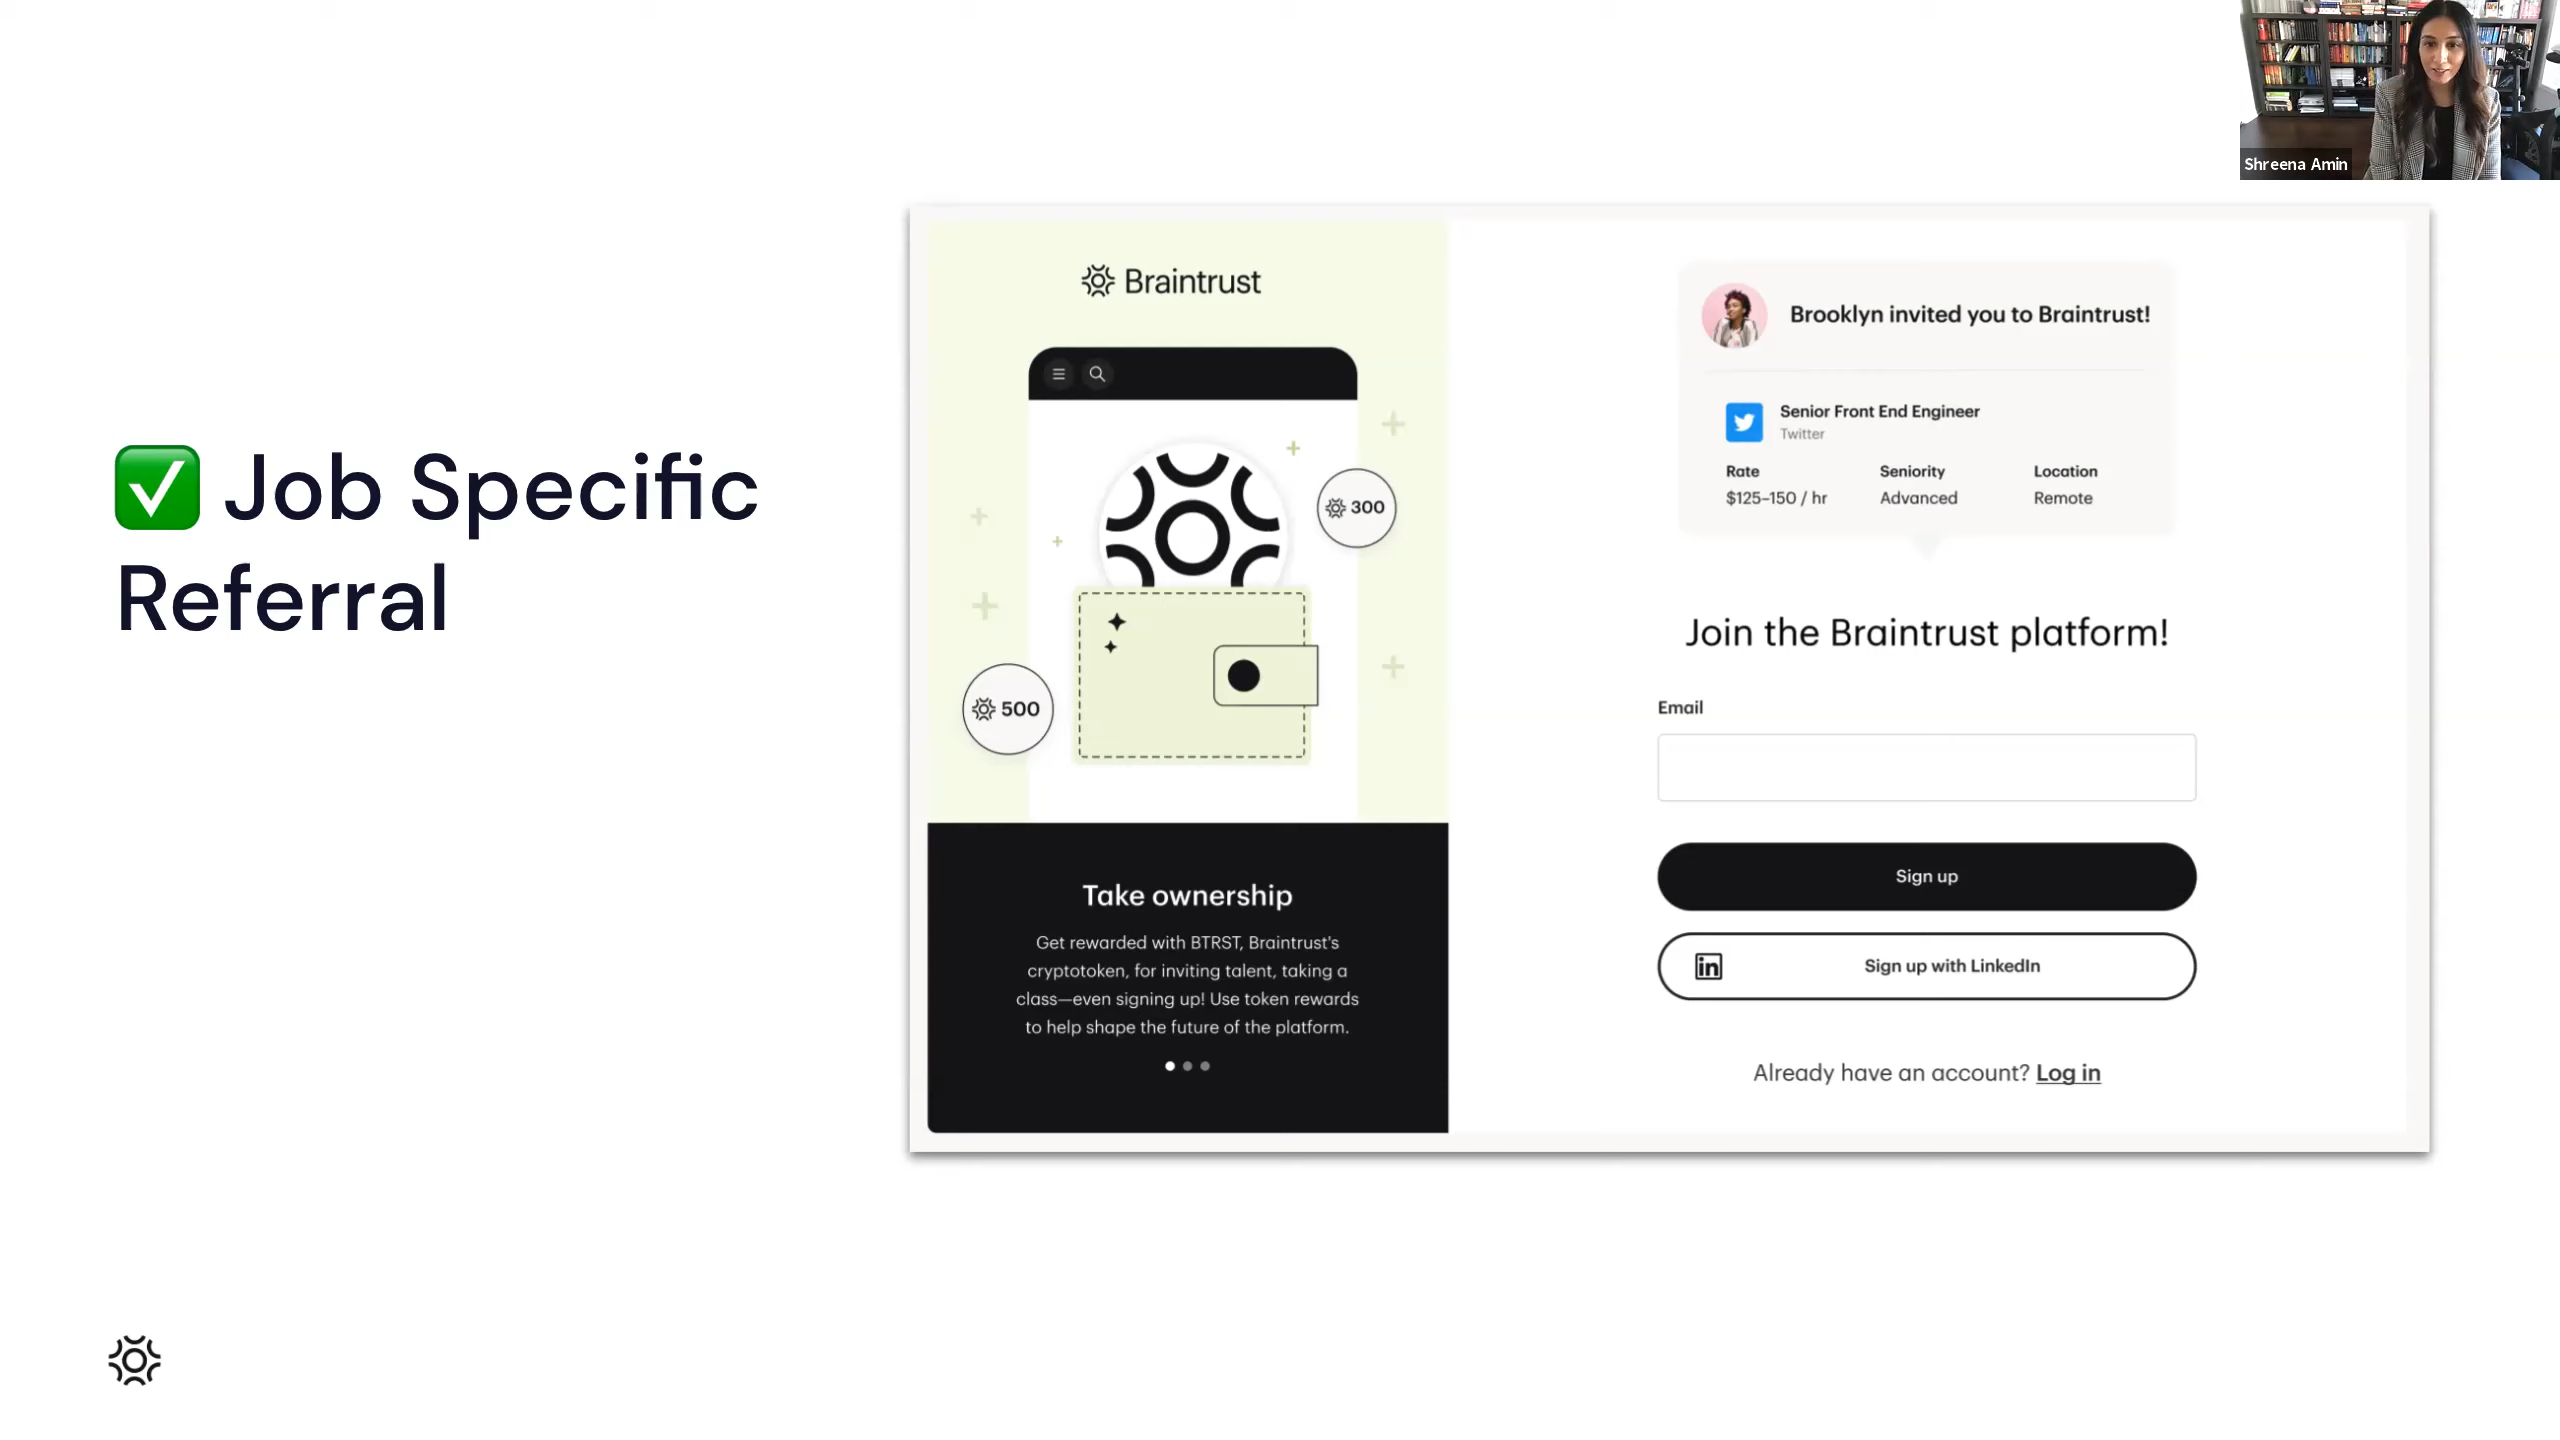 Shreena Amin
✅ Job Specific
Referral
Braintrust
300
500
Take ownership
Get rewarded with BTRST, Braintrust's
cryptotoken, for inviting talent, taking a
class—even signing up! Use token rewards
to help shape the future of the platform.
Brooklyn invited you to Braintrust!
Senior Front End Engineer
Twitter
Rate Seniority Location
$125–150 / hr Advanced Remote
Join the Braintrust platform!
Email
Sign up
in Sign up with LinkedIn
Already have an account? Log in